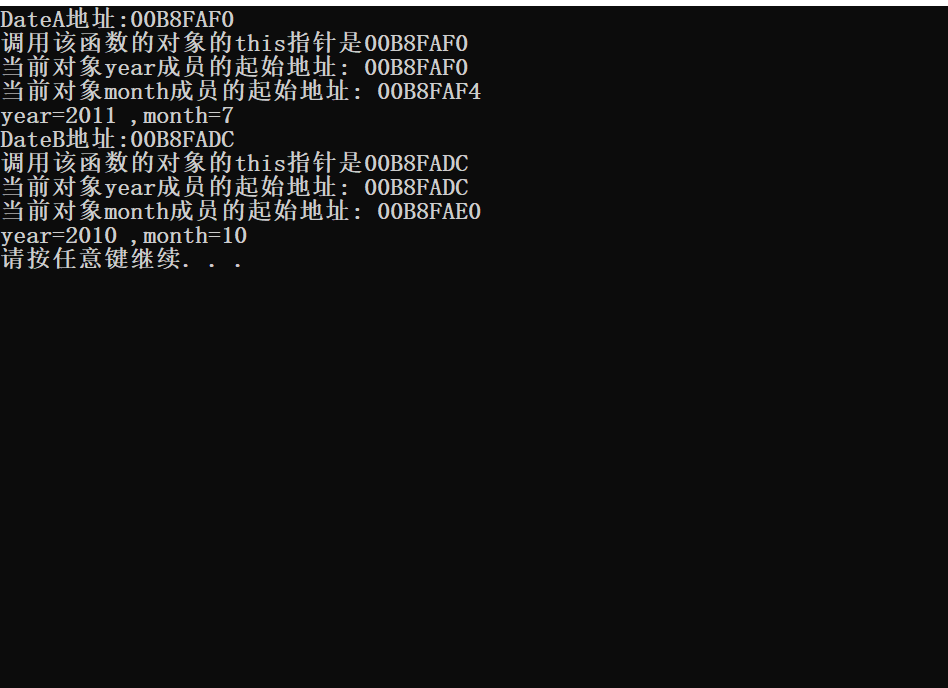 DateA地址:00B8FAF0
调用该函数的对象的this指针是00B8FAF0
当前对象year成员的起始地址: 00B8FAF0
当前对象month成员的起始地址: 00B8FAF4
year=2011 ,month=7
DateB地址:00B8FADC
调用该函数的对象的this指针是00B8FADC
当前对象year成员的起始地址: 00B8FADC
当前对象month成员的起始地址: 00B8FAE0
year=2010 ,month=10
请按任意键继续. . .